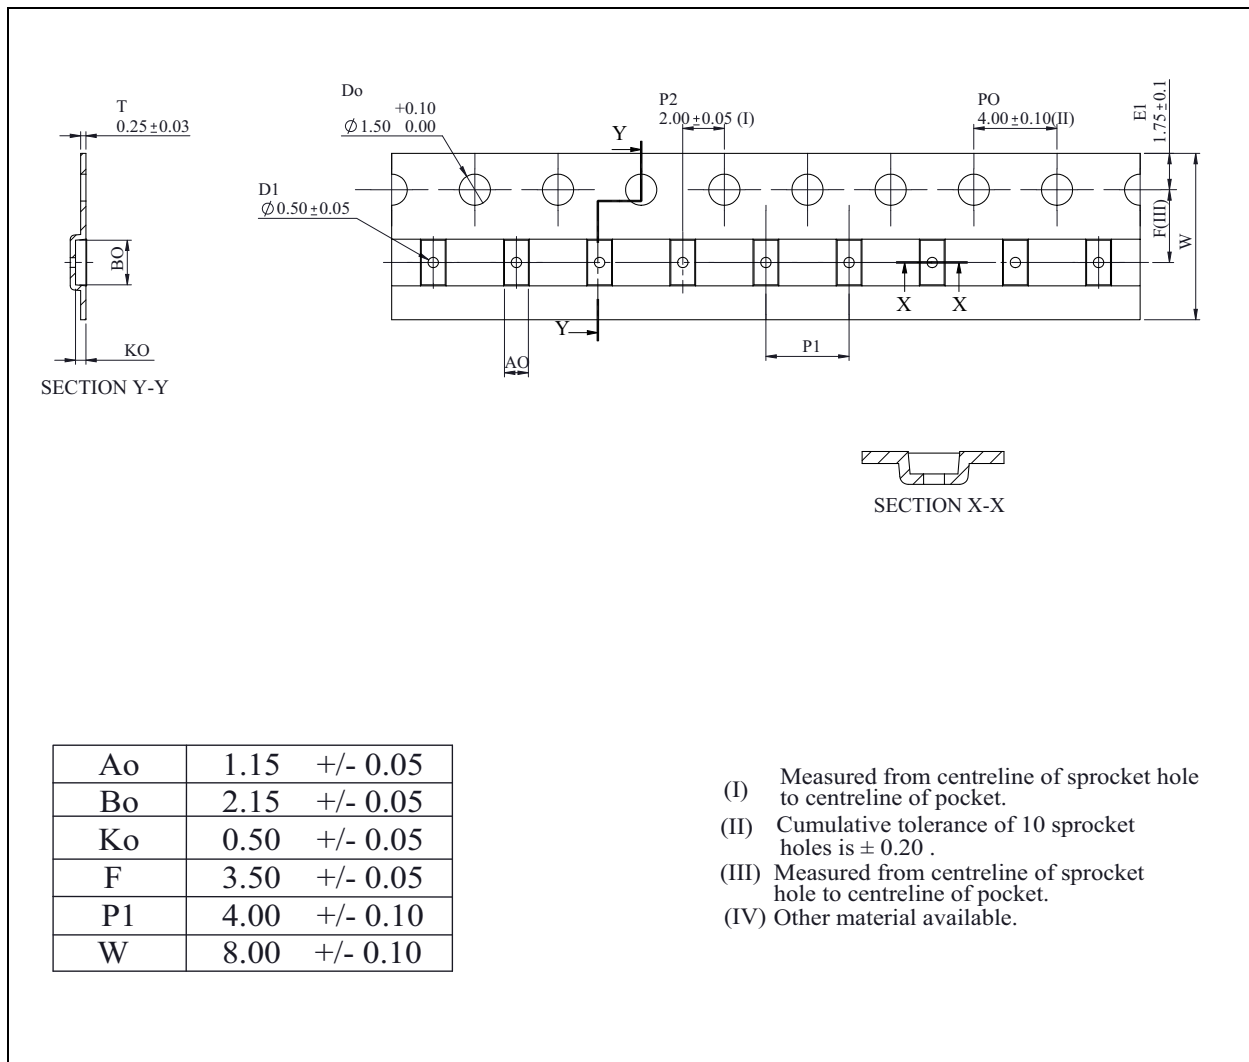 T
0.25±0.03
Do
+0.10
Ø1.50 0.00
P2
2.00±0.05 (I)
PO
4.00±0.10(II)
E1
1.75±0.1
Y
D1
Ø0.50±0.05
BO
F(III)
W
X X
Y
KO
AO
P1
SECTION Y-Y
SECTION X-X
Ao 1.15 +/- 0.05
Bo 2.15 +/- 0.05
Ko 0.50 +/- 0.05
F 3.50 +/- 0.05
P1 4.00 +/- 0.10
W 8.00 +/- 0.10
(I) Measured from centreline of sprocket hole
to centreline of pocket.
(II) Cumulative tolerance of 10 sprocket
holes is ± 0.20 .
(III) Measured from centreline of sprocket
hole to centreline of pocket.
(IV) Other material available.